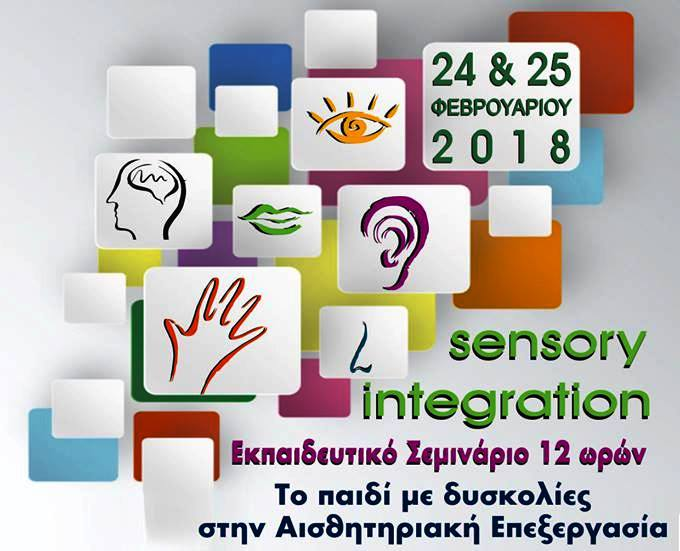 24 & 25
ΦΕΒΡΟΥΑΡΙΟΥ
2018
sensory
integration
Εκπαιδευτικό Σεμινάριο 12 ωρών
Το παιδί με δυσκολίες
στην Αισθητηριακή Επεξεργασία